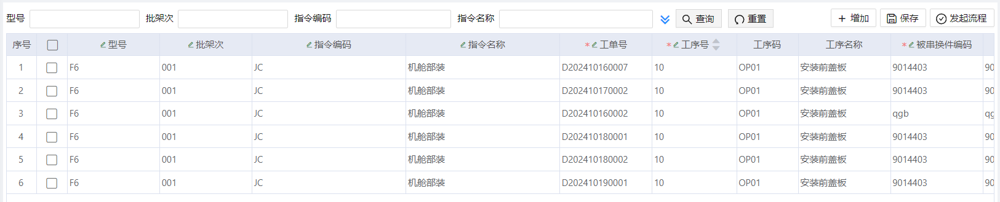 型号 批架次 指令编码 指令名称 查询 重置 增加 保存 发起流程
序号 型号 批架次 指令编码 指令名称 * 工单号 * 工序号 工序码 工序名称 * 被串换件编码
1 F6 001 JC 机舱部装 D202410160007 10 OP01 安装前盖板 9014403 90
2 F6 001 JC 机舱部装 D202410170002 10 OP01 安装前盖板 9014403 90
3 F6 001 JC 机舱部装 D202410160002 10 OP01 安装前盖板 qgb qg
4 F6 001 JC 机舱部装 D202410180001 10 OP01 安装前盖板 9014403 90
5 F6 001 JC 机舱部装 D202410180002 10 OP01 安装前盖板 9014403 90
6 F6 001 JC 机舱部装 D202410190001 10 OP01 安装前盖板 9014403 90